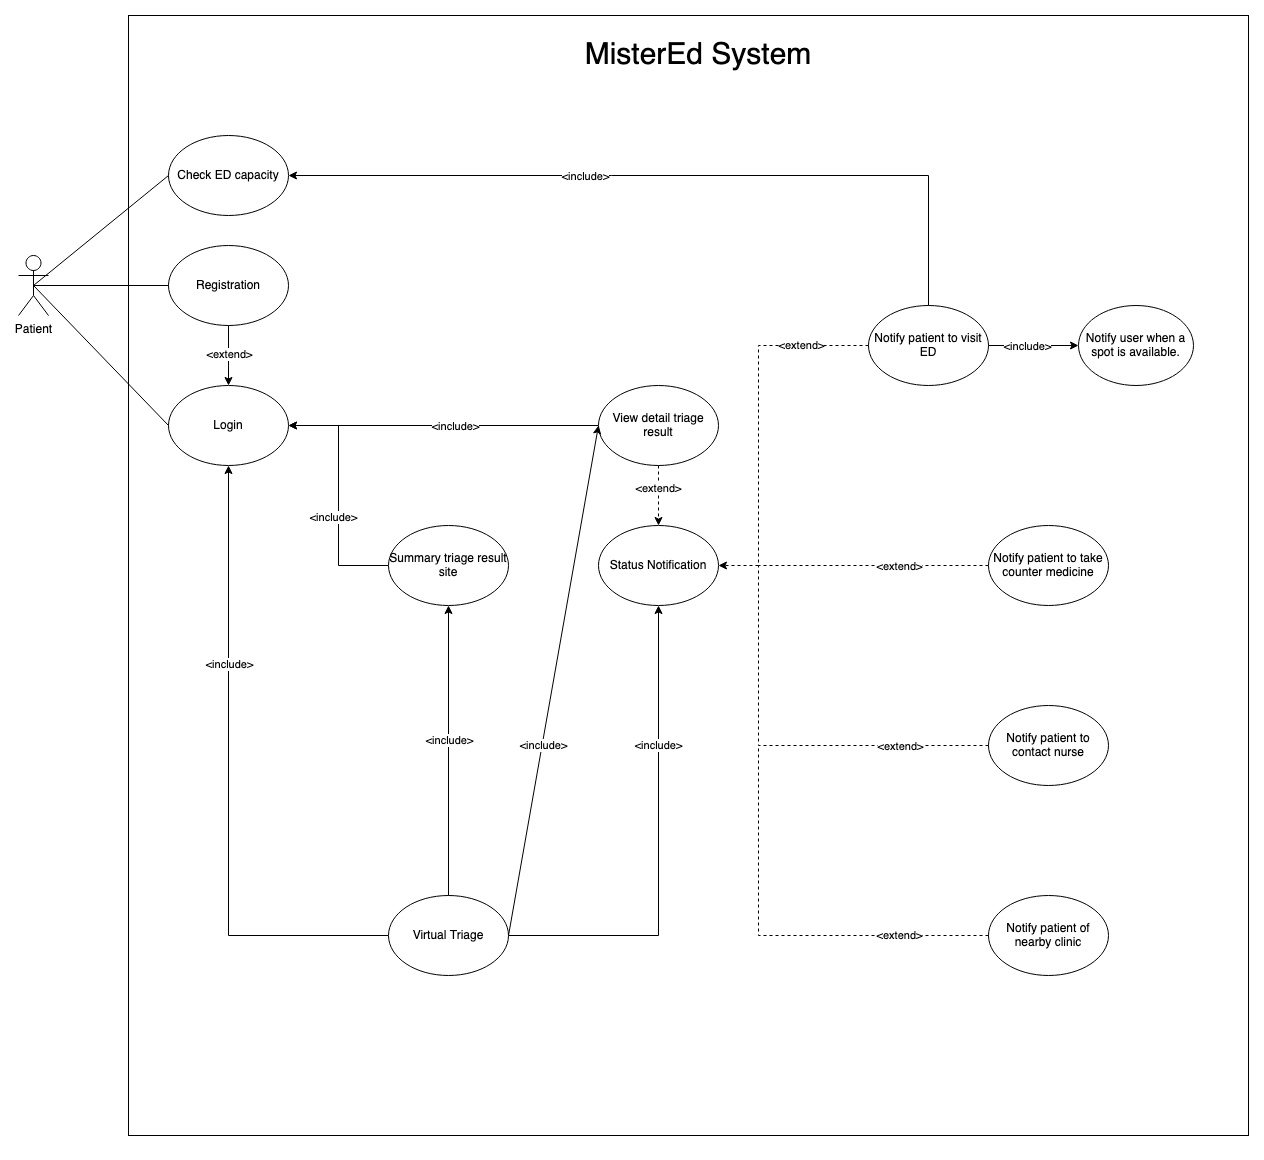 MisterEd System
Check ED capacity
<include>
Registration
Patient
<extend>
Notify patient to visit
ED
<extend>
<include>
Notify user when a
spot is available.
Login
<include>
View detail triage
result
<extend>
<include>
Summary triage result
site
Status Notification
<extend>
Notify patient to take
counter medicine
<include>
<include>
<include>
<include>
<extend>
Notify patient to
contact nurse
Virtual Triage
<extend>
Notify patient of
nearby clinic